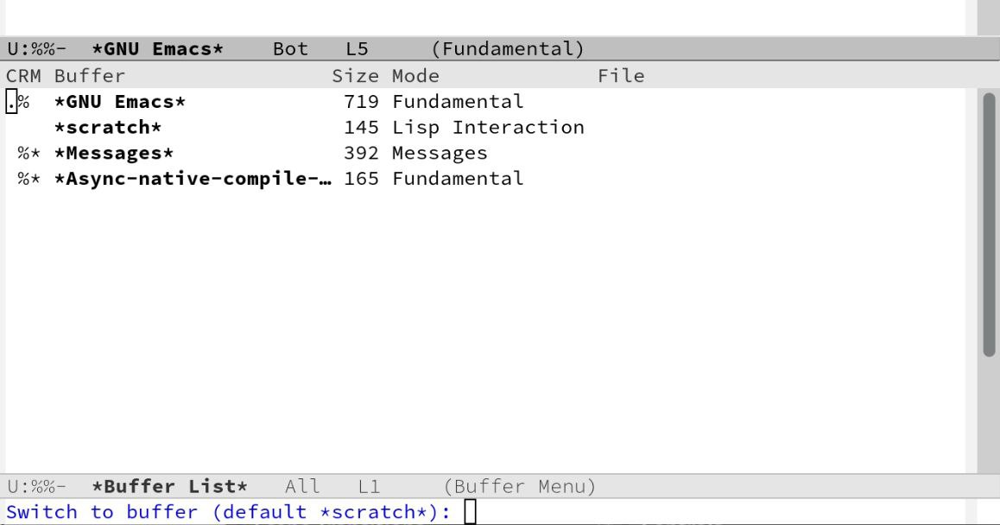 U:%%-  *GNU Emacs*    Bot   L5     (Fundamental)
CRM Buffer                 Size Mode             File
.%  *GNU Emacs*             719 Fundamental
    *scratch*               145 Lisp Interaction
 %* *Messages*              392 Messages
 %* *Async-native-compile-… 165 Fundamental
U:%%-  *Buffer List*   All   L1     (Buffer Menu)
Switch to buffer (default *scratch*):